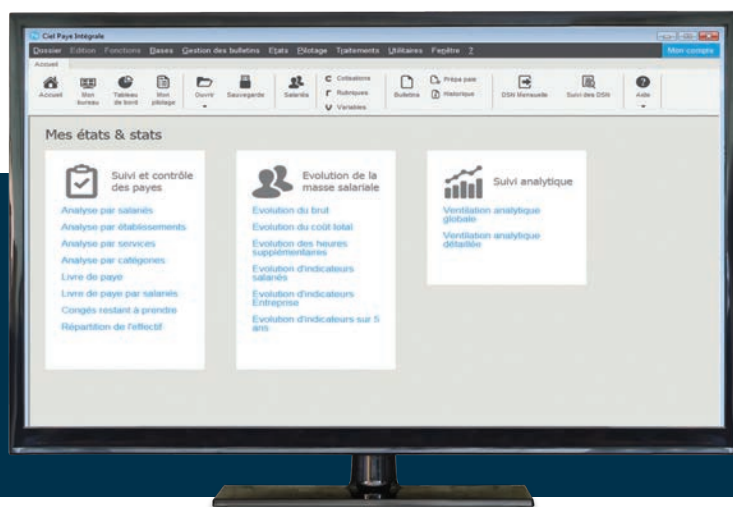 Ciel Paye Intégrale
Dossier Edition Fonctions Bases Gestion des bulletins Etats Pilotage Traitements Utilitaires Fenêtre ?
Mon compte
Accueil
Accueil
Mon bureau
Tableau de bord
Mon pilotage
Ouvrir
Sauvegarde
Salariés
C Cotisations
r Rubriques
V Variables
Bulletins
Prépa paie
Historique
DSN Mensuelle
Suivi des DSN
Aide
Mes états & stats
Suivi et contrôle
des payes
Analyse par salariés
Analyse par établissements
Analyse par services
Analyse par catégories
Livre de paye
Livre de paye par salariés
Congés restant à prendre
Répartition de l'effectif
Evolution de la
masse salariale
Evolution du brut
Evolution du coût total
Evolution des heures
supplémentaires
Evolution d'indicateurs
salariés
Evolution d'indicateurs
Entreprise
Evolution d'indicateurs sur 5
ans
Suivi analytique
Ventilation analytique
globale
Ventilation analytique
détaillée